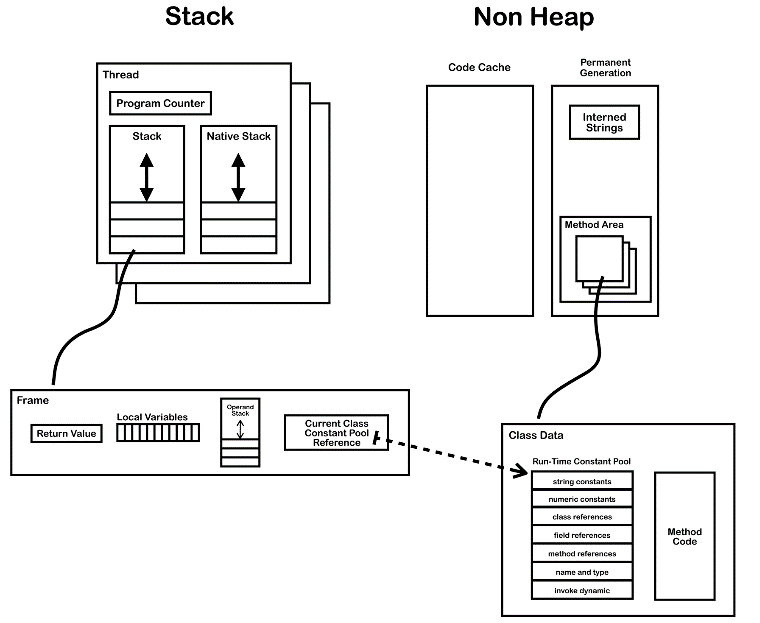 Stack
Non Heap
Thread
Program Counter
Stack
Native Stack
Code Cache
Permanent
Generation
Interned
Strings
Method Area
Frame
Return Value
Local Variables
Operand
Stack
Current Class
Constant Pool
Reference
Class Data
Run-Time Constant Pool
string constants
numeric constants
class references
field references
method references
name and type
invoke dynamic
Method
Code